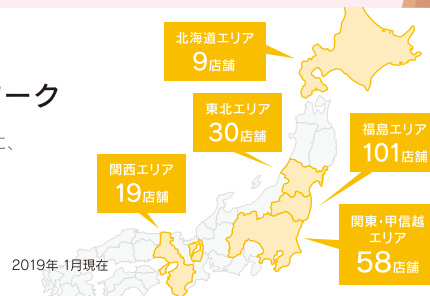 北海道エリア
9店舗
ーク
東北エリア
30店舗
に、
福島エリア
101店舗
関西エリア
19店舗
関東・甲信越
エリア
58店舗
2019年 1月現在